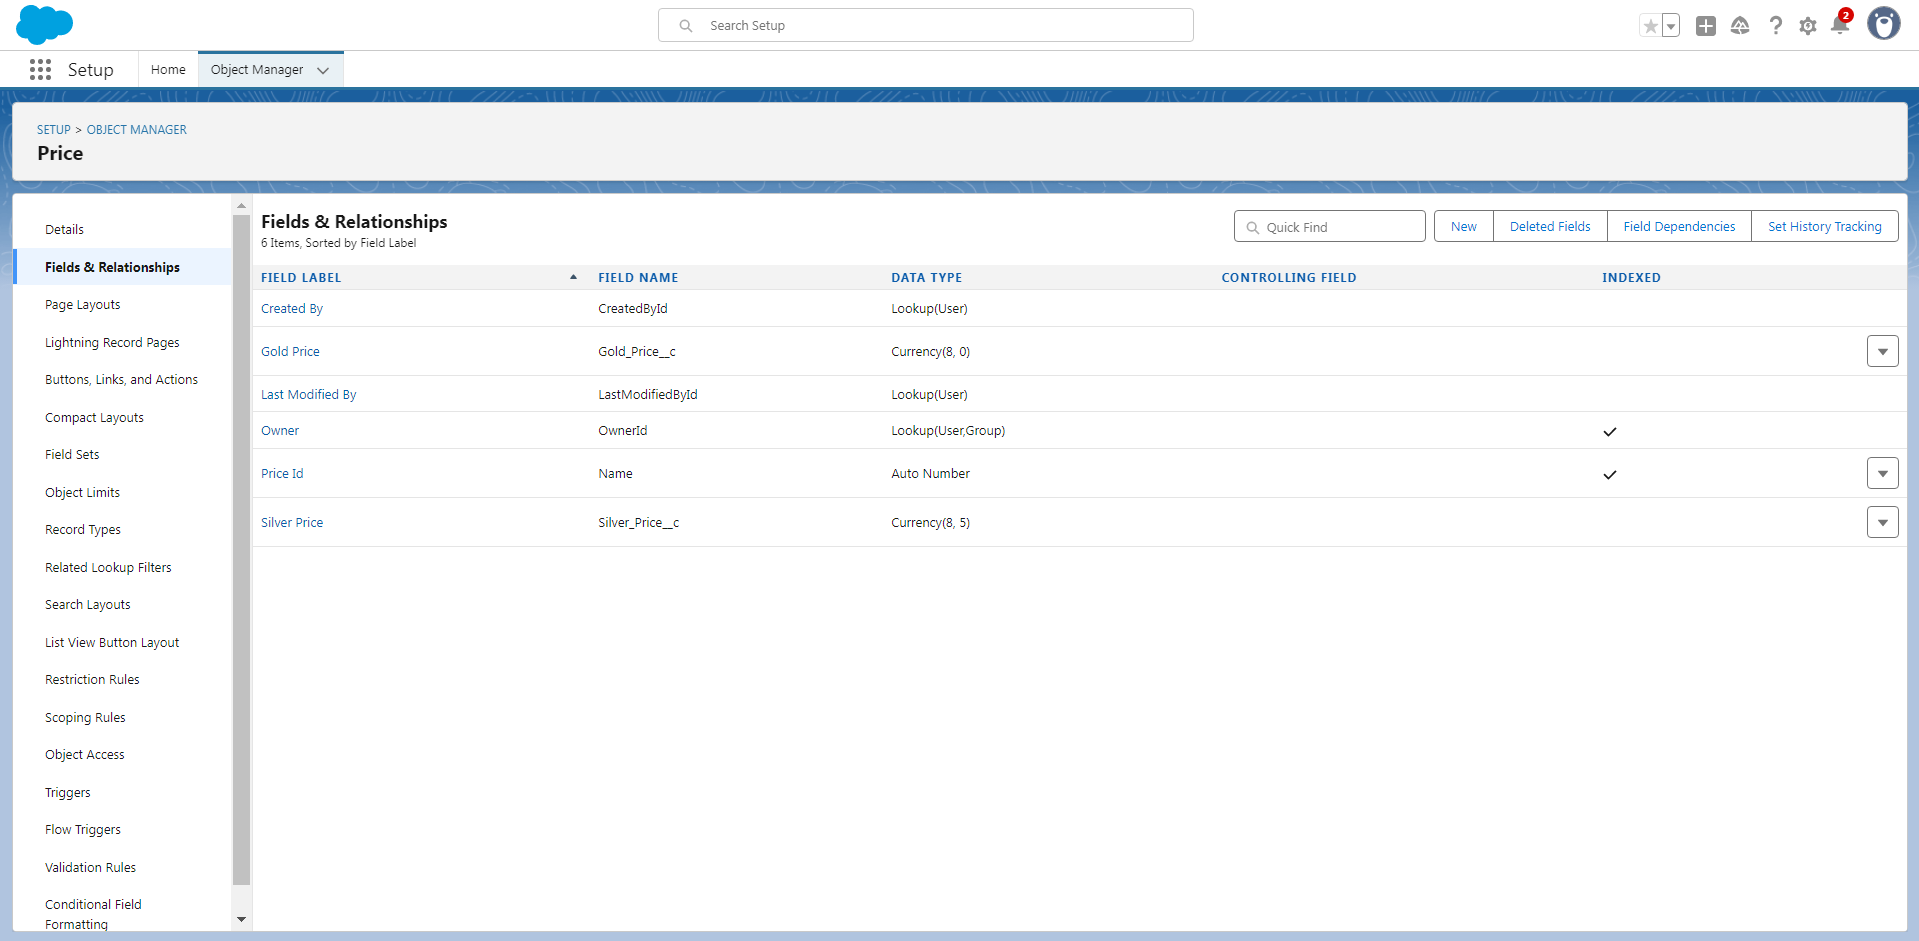 Search Setup
2
Setup
Home
Object Manager
SETUP > OBJECT MANAGER
Price
Details
Fields & Relationships
Page Layouts
Lightning Record Pages
Buttons, Links, and Actions
Compact Layouts
Field Sets
Object Limits
Record Types
Related Lookup Filters
Search Layouts
List View Button Layout
Restriction Rules
Scoping Rules
Object Access
Triggers
Flow Triggers
Validation Rules
Conditional Field
Formatting
Fields & Relationships
6 Items, Sorted by Field Label
Quick Find
New
Deleted Fields
Field Dependencies
Set History Tracking
FIELD LABEL FIELD NAME DATA TYPE CONTROLLING FIELD INDEXED
Created By CreatedById Lookup(User)
Gold Price Gold_Price__c Currency(8, 0)
Last Modified By LastModifiedById Lookup(User)
Owner OwnerId Lookup(User,Group)
Price Id Name Auto Number
Silver Price Silver_Price__c Currency(8, 5)